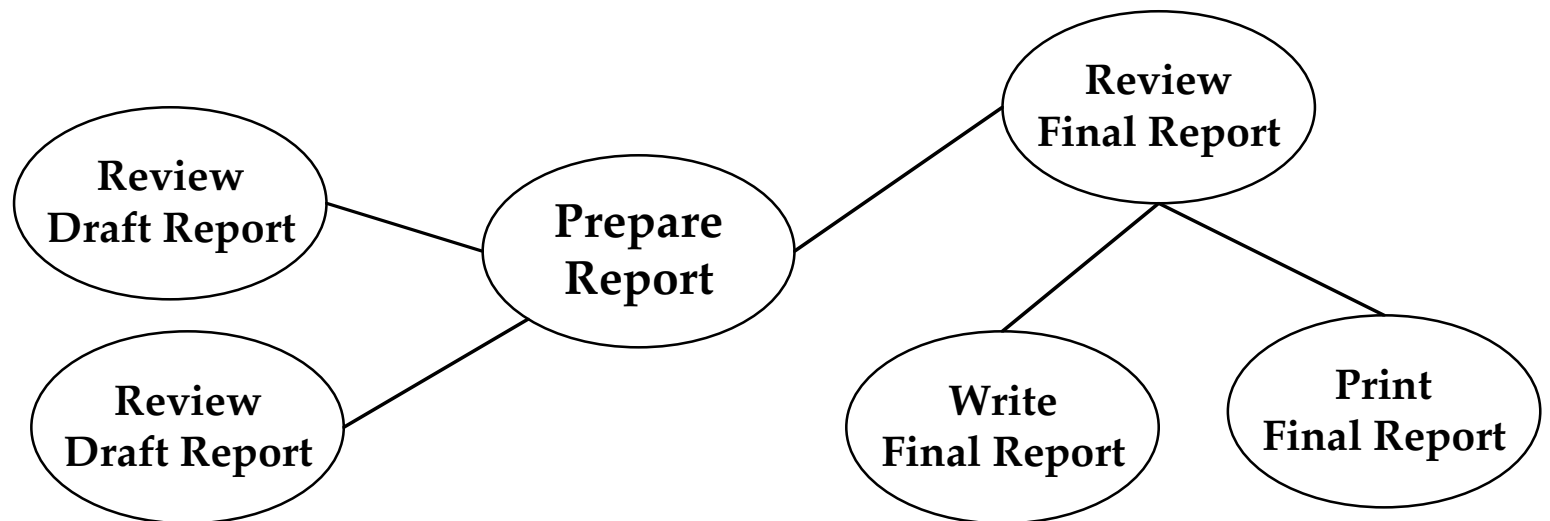 Review
Draft Report
Review
Draft Report
Prepare
Report
Review
Final Report
Write
Final Report
Print
Final Report